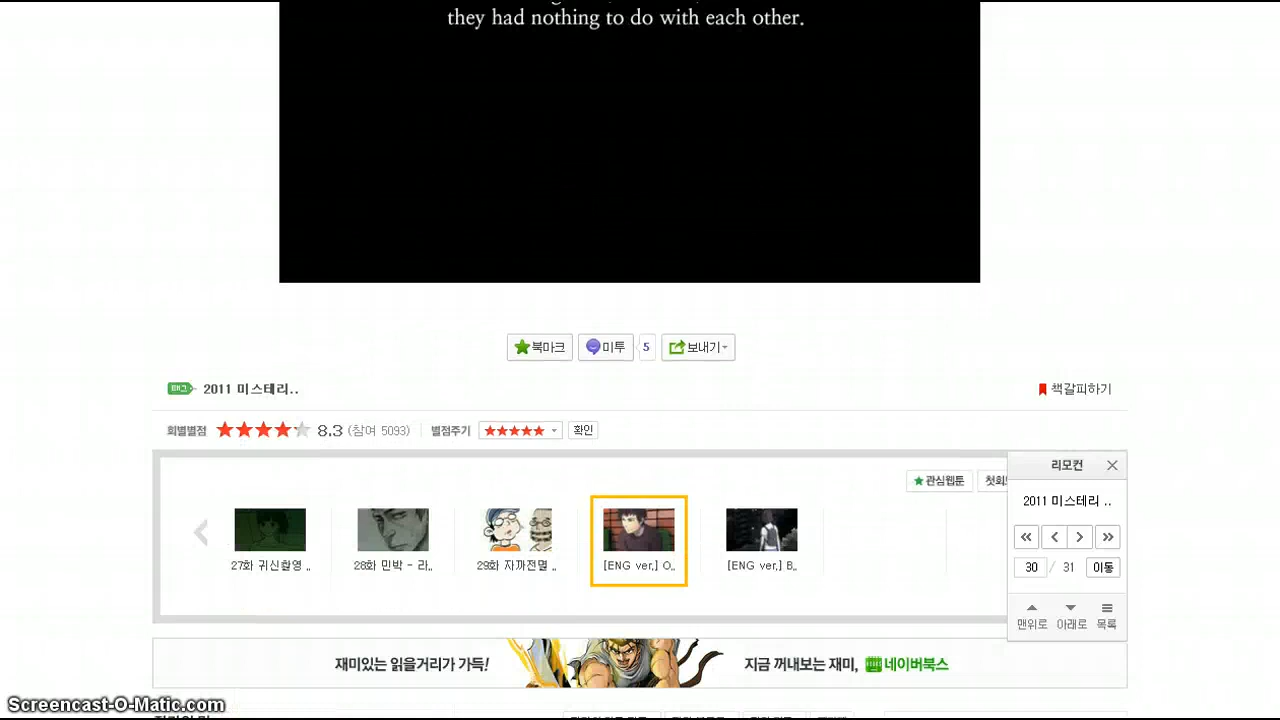 they had nothing to do with each other.
북마크 미투 5 보내기
태그 2011 미스테리.. 책갈피하기
회별별점 8.3 (참여 5093) 별점주기 확인
관심웹툰 첫회
리모컨
2011 미스테리 ..
27화 귀신촬영 .. 28화 민박 - 라.. 29화 자까전멸 .. [ENG ver.] O.. [ENG ver.] B..
30 / 31 이동
맨위로 아래로 목록
재미있는 읽을거리가 가득! 지금 꺼내보는 재미, 네이버북스
Screencast-O-Matic.com